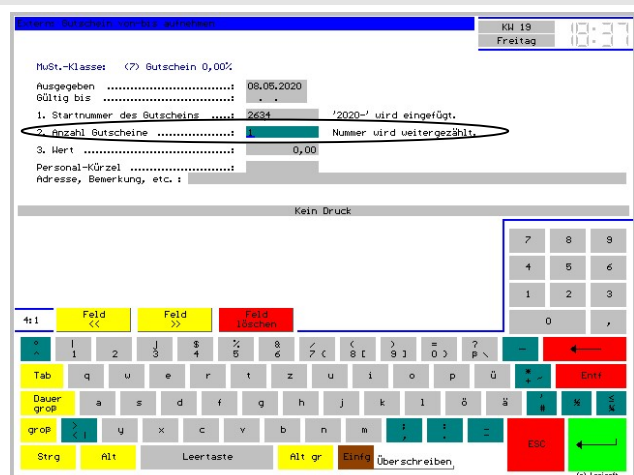 Externe Gutschein von-bis aufnehmen
KW 19
Freitag
MwSt.-Klasse: (7) Gutschein 0,00%
Ausgegeben ......................: 08.05.2020
Gültig bis ......................: . .
1. Startnummer des Gutscheins ....: 2634 '2020-' wird eingefügt.
2. Anzahl Gutscheine .............: 1 Nummer wird weitergezählt.
3. Wert ..........................: 0,00
Personal-Kürzel ..................:
Adresse, Bemerkung, etc. :
Kein Druck
7 8 9
4 5 6
1 2 3
0 ,
4:1 Feld << Feld >> Feld löschen
° ^ 1 2 3 $ 4 % 5 & 6 / 7 { ( 8 [ ) 9 ] = 0 } ? ß \ -
Tab q w e r t z u i o p ü * + ~ Entf
Dauer groß a s d f g h j k l ö ä ' # ½ ≤ ¼
groß > < | y x c v b n m ; , : . _ -
ESC
Strg Alt Leertaste Alt gr Einfg Überschreiben